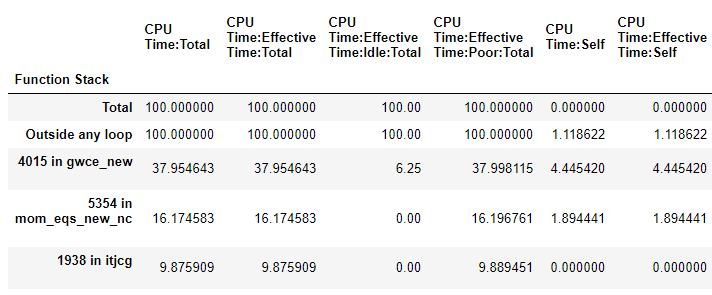 CPU Time:Total CPU Time:Effective Time:Total CPU Time:Effective Time:Idle:Total CPU Time:Effective Time:Poor:Total CPU Time:Self CPU Time:Effective Time:Self
Function Stack
Total 100.000000 100.000000 100.00 100.000000 0.000000 0.000000
Outside any loop 100.000000 100.000000 100.00 100.000000 1.118622 1.118622
4015 in gwce_new 37.954643 37.954643 6.25 37.998115 4.445420 4.445420
5354 in
mom_eqs_new_nc 16.174583 16.174583 0.00 16.196761 1.894441 1.894441
1938 in itjcg 9.875909 9.875909 0.00 9.889451 0.000000 0.000000